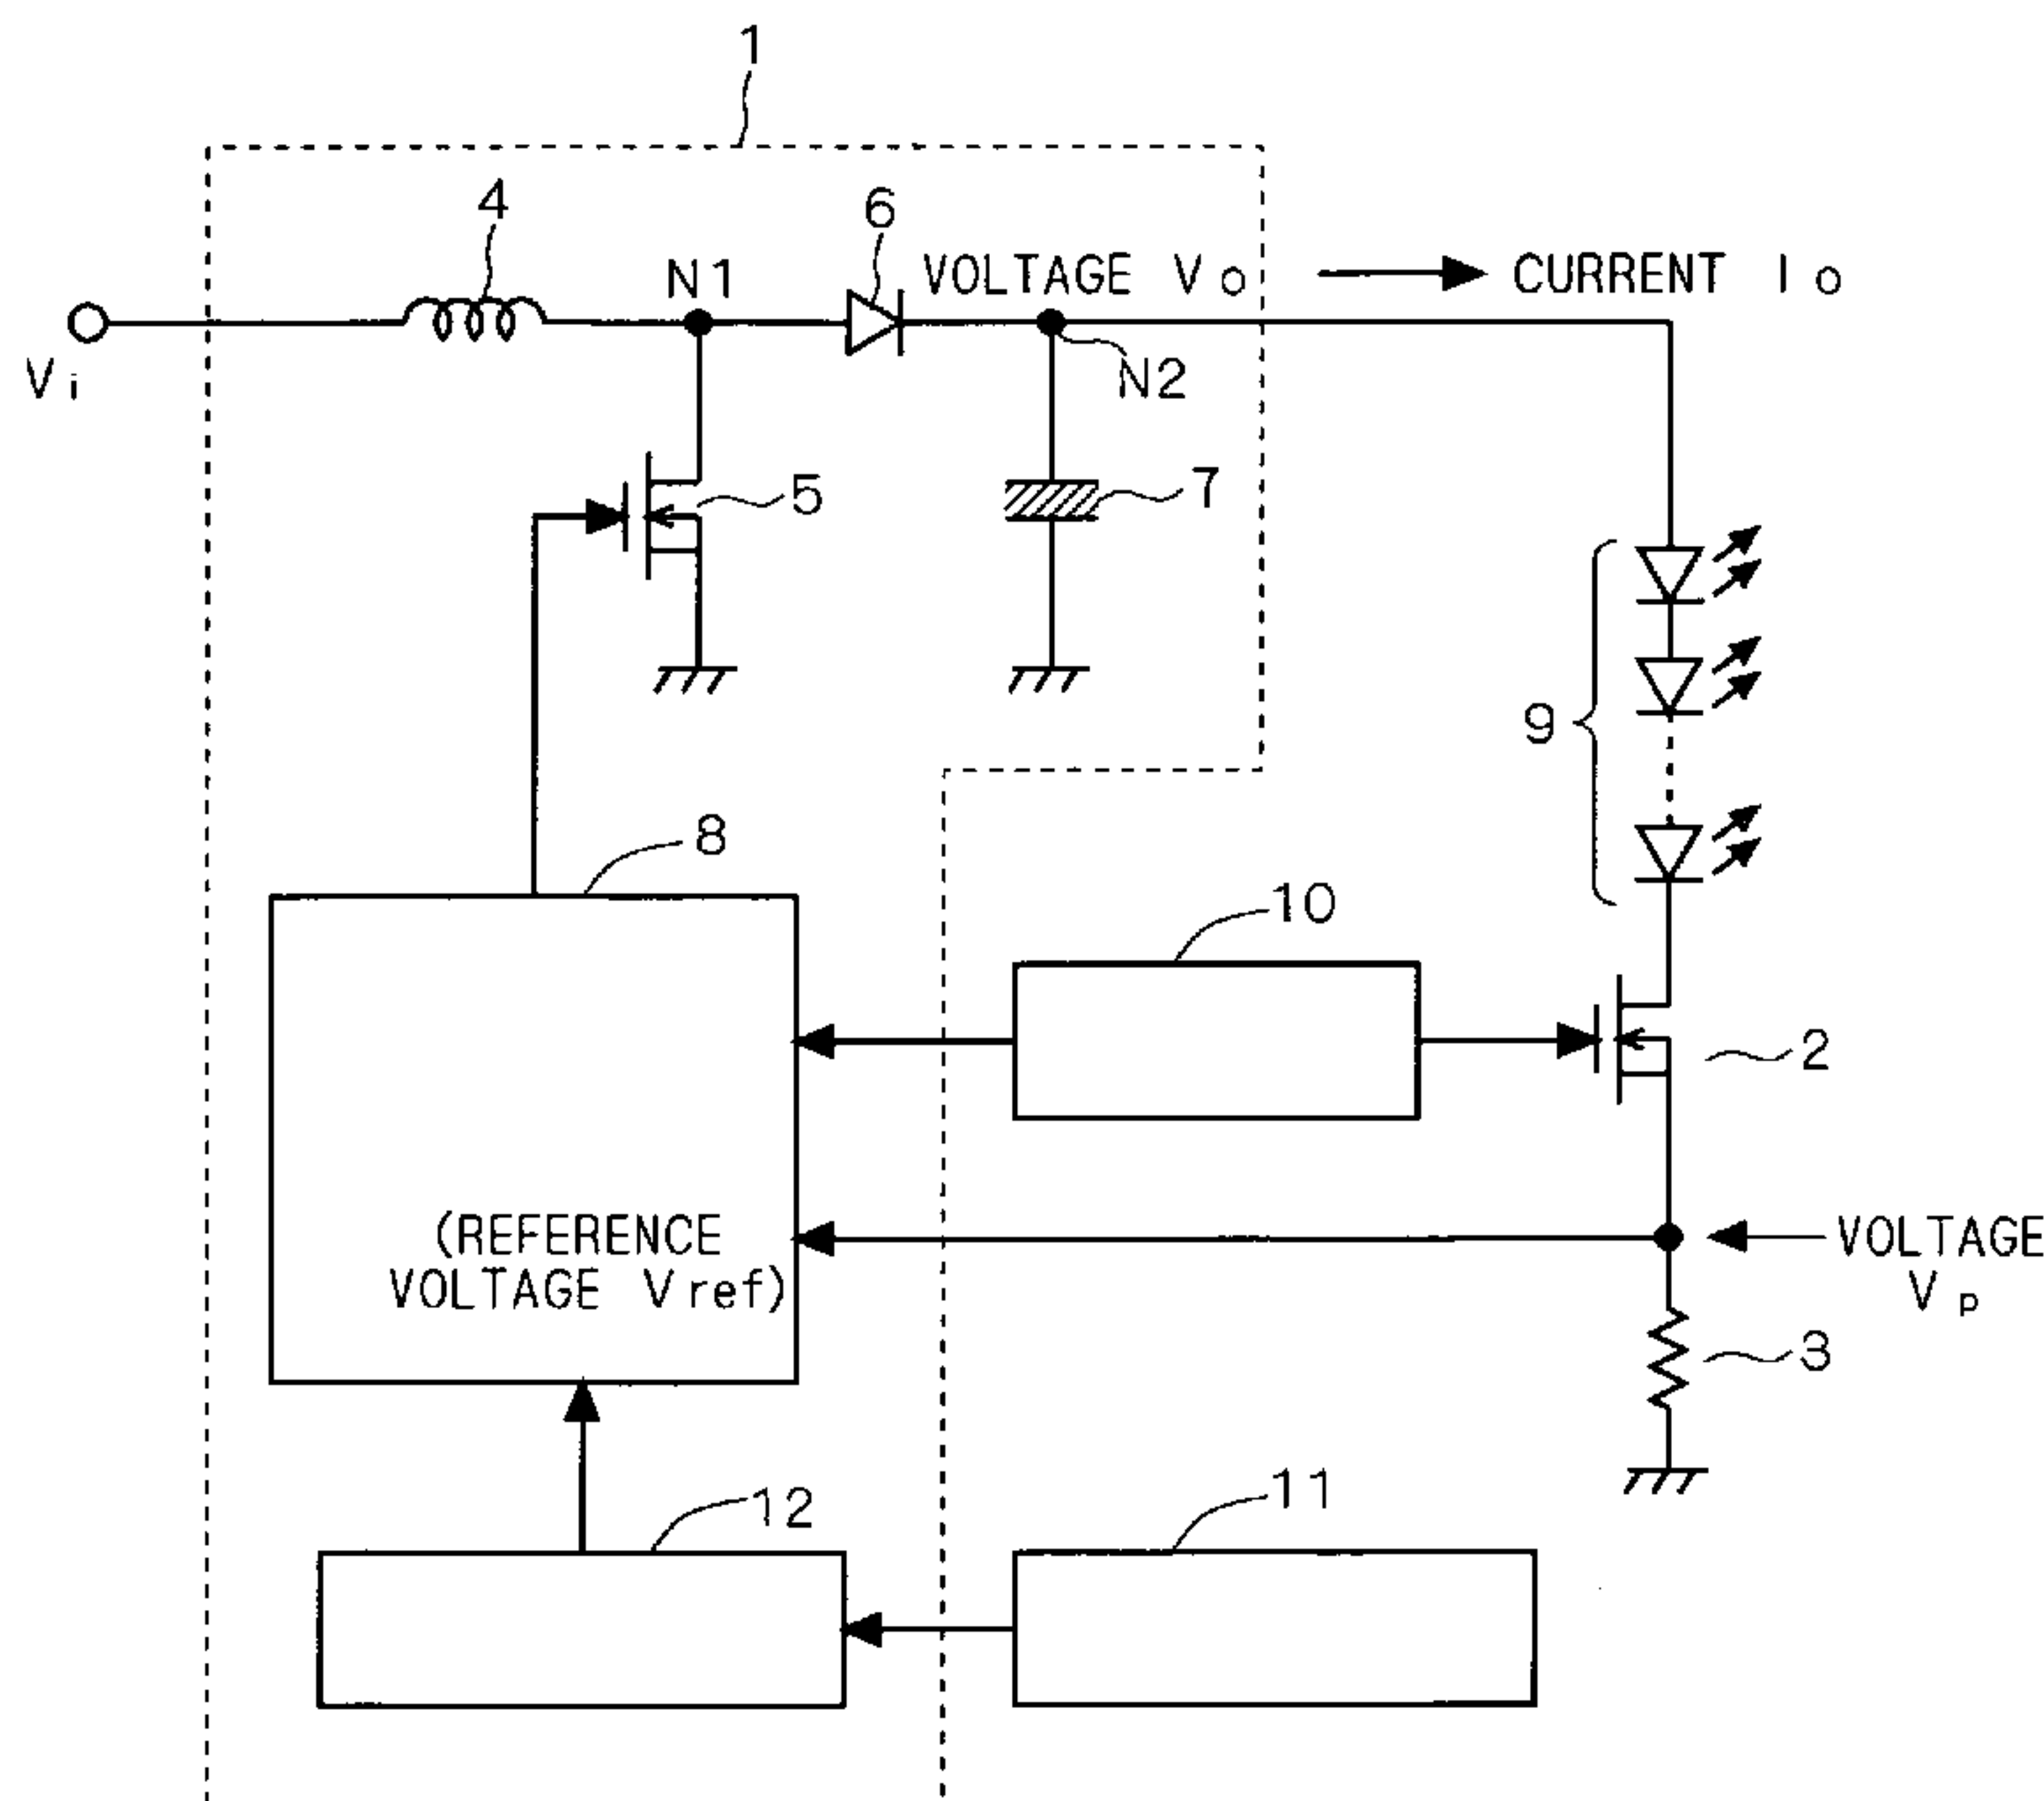 1
4
6
N1
VOLTAGE Vo
CURRENT Io
Vi
N2
5
7
9
8
10
2
(REFERENCE
VOLTAGE Vref)
VOLTAGE
Vp
3
12
11